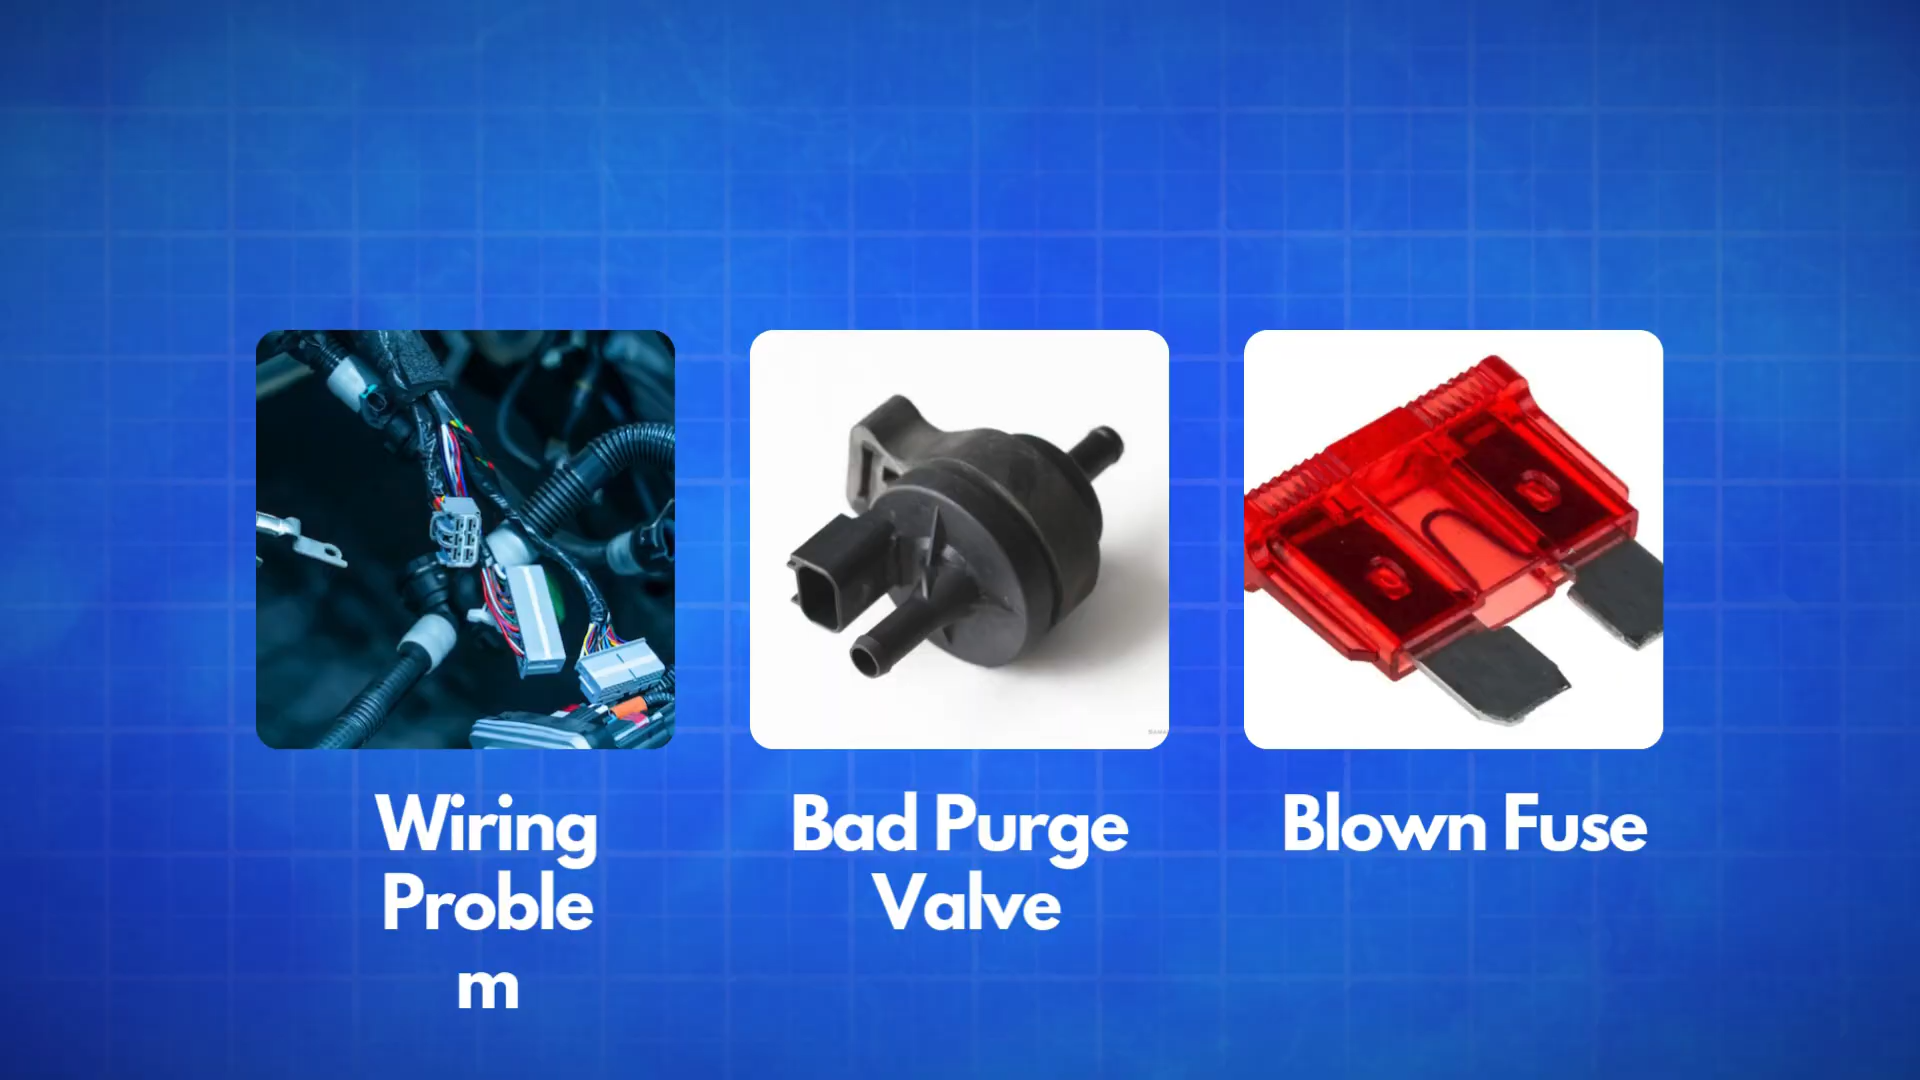 Wiring
Proble
m
Bad Purge
Valve
Blown Fuse